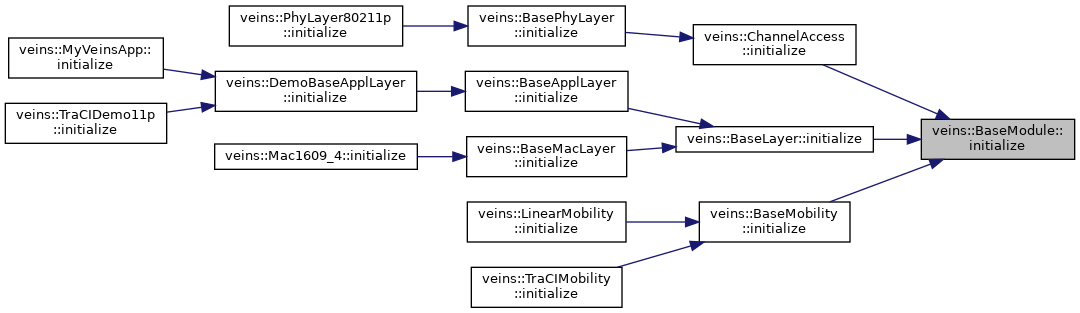 veins::PhyLayer80211p
::initialize
veins::BasePhyLayer
::initialize
veins::ChannelAccess
::initialize
veins::MyVeinsApp::
initialize
veins::DemoBaseApplLayer
::initialize
veins::BaseApplLayer
::initialize
veins::TraCIDemo11p
::initialize
veins::BaseLayer::initialize
veins::BaseModule::
initialize
veins::Mac1609_4::initialize
veins::BaseMacLayer
::initialize
veins::LinearMobility
::initialize
veins::BaseMobility
::initialize
veins::TraCIMobility
::initialize